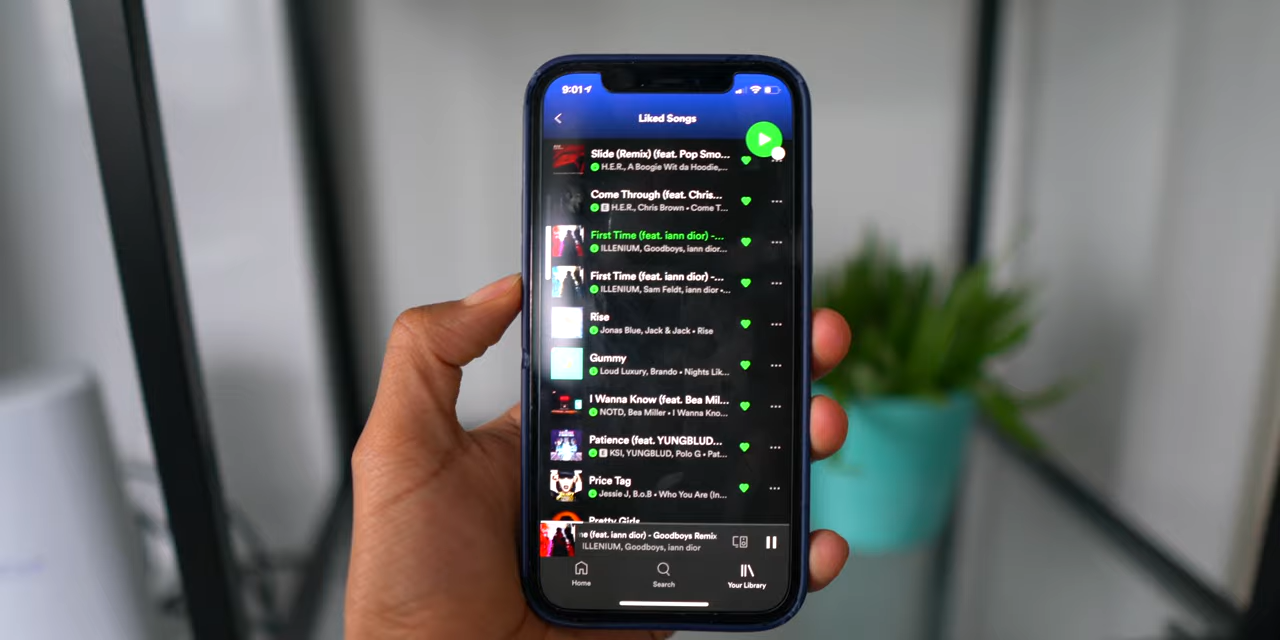 9:01
Liked Songs
Slide (Remix) (feat. Pop Smo...
H.E.R., A Boogie Wit da Hoodie,...
Come Through (feat. Chris...
E H.E.R., Chris Brown • Come T...
First Time (feat. iann dior) -...
ILLENIUM, Goodboys, iann dior...
First Time (feat. iann dior) -...
ILLENIUM, Sam Feldt, iann dior •...
Rise
Jonas Blue, Jack & Jack • Rise
Gummy
Loud Luxury, Brando • Nights Lik...
I Wanna Know (feat. Bea Mil...
NOTD, Bea Miller • I Wanna Kno...
Patience (feat. YUNGBLUD...
E KSI, YUNGBLUD, Polo G • Pat...
Price Tag
Jessie J, B.o.B • Who You Are (In...
Pretty Girls
ne (feat. iann dior) - Goodboys Remix
ILLENIUM, Goodboys, iann dior
Home
Search
Your Library